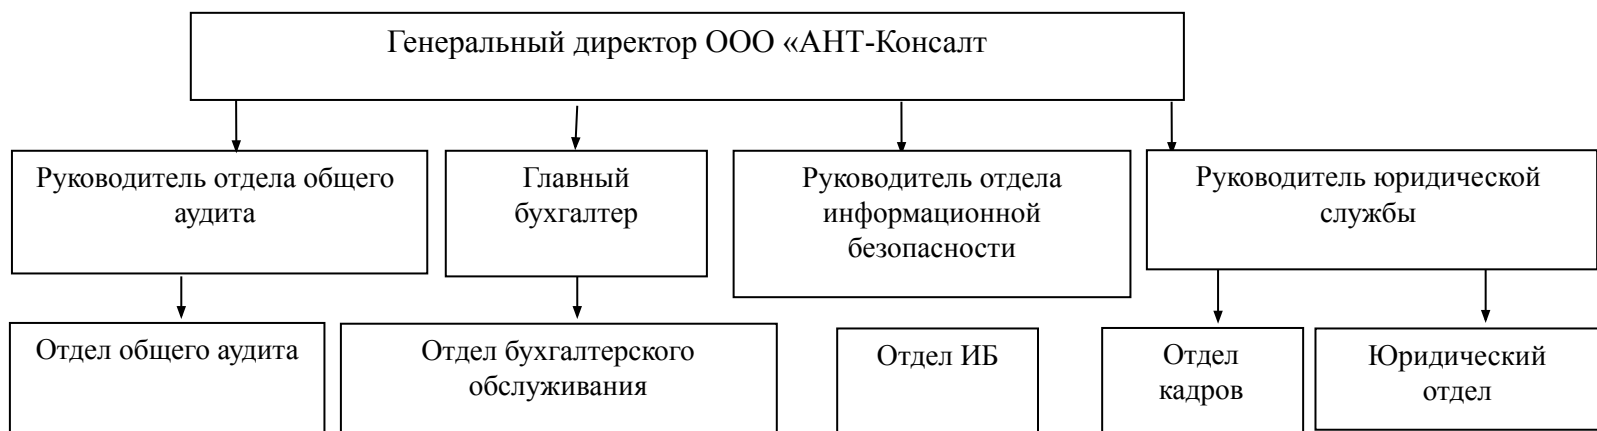 Генеральный директор ООО «АНТ-Консалт
Руководитель отдела общего
аудита
Главный
бухгалтер
Руководитель отдела
информационной
безопасности
Руководитель юридической
службы
Отдел общего аудита
Отдел бухгалтерского
обслуживания
Отдел ИБ
Отдел
кадров
Юридический
отдел